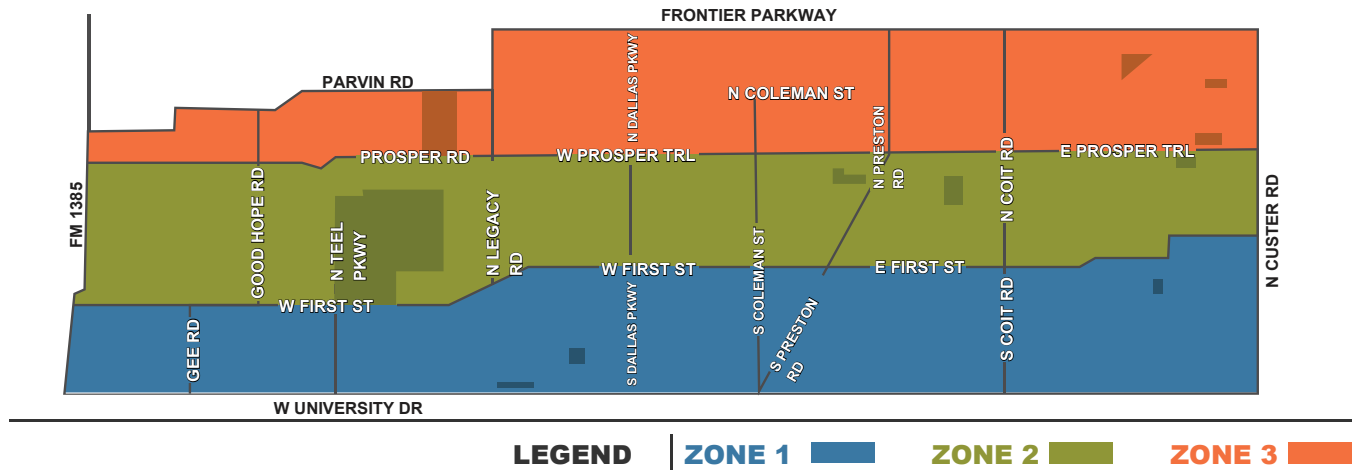 FRONTIER PARKWAY
PARVIN RD
N DALLAS PKWY
N COLEMAN ST
N PRESTON
RD
N COIT RD
PROSPER RD
W PROSPER TRL
E PROSPER TRL
FM 1385
GOOD HOPE RD
N TEEL
PKWY
N LEGACY
RD
N CUSTER RD
W FIRST ST
W FIRST ST
E FIRST ST
GEE RD
S DALLAS PKWY
S COLEMAN ST
S PRESTON
RD
S COIT RD
W UNIVERSITY DR
LEGEND
ZONE 1
ZONE 2
ZONE 3